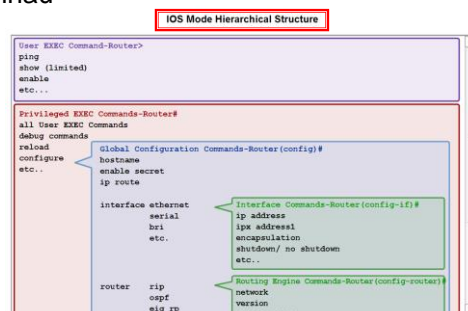 IOS Mode Hierarchical Structure
User EXEC Command-Router>
ping
show (limited)
enable
etc...
Privileged EXEC Commands-Router#
all User EXEC Commands
debug commands
reload
configure
etc..
Global Configuration Commands-Router(config)#
hostname
enable secret
ip route
interface ethernet
serial
bri
etc.
Interface Commands-Router(config-if)#
ip address
ipx address1
encapsulation
shutdown/ no shutdown
etc..
router rip
ospf
eig rp
Routing Engine Commands-Router(config-router)#
network
version